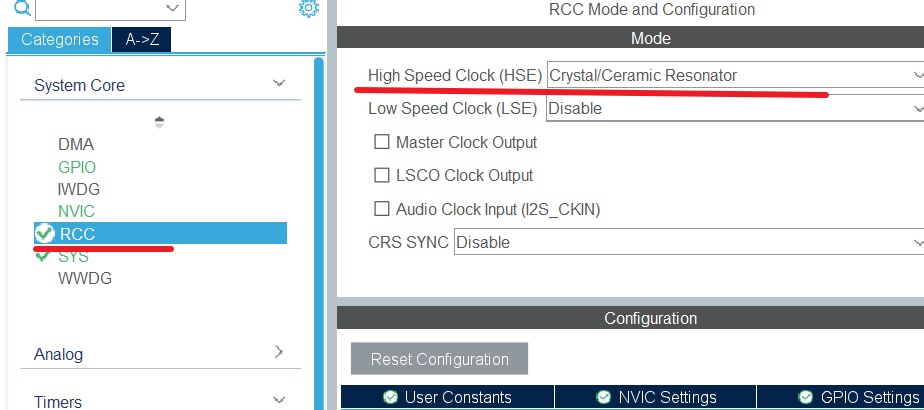 RCC Mode and Configuration
Categories A->Z
Mode
System Core
High Speed Clock (HSE) Crystal/Ceramic Resonator
Low Speed Clock (LSE) Disable
DMA
Master Clock Output
GPIO
LSCO Clock Output
IWDG
NVIC
Audio Clock Input (I2S_CKIN)
RCC
CRS SYNC Disable
SYS
WWDG
Configuration
Analog
Reset Configuration
Timers
User Constants NVIC Settings GPIO Settings